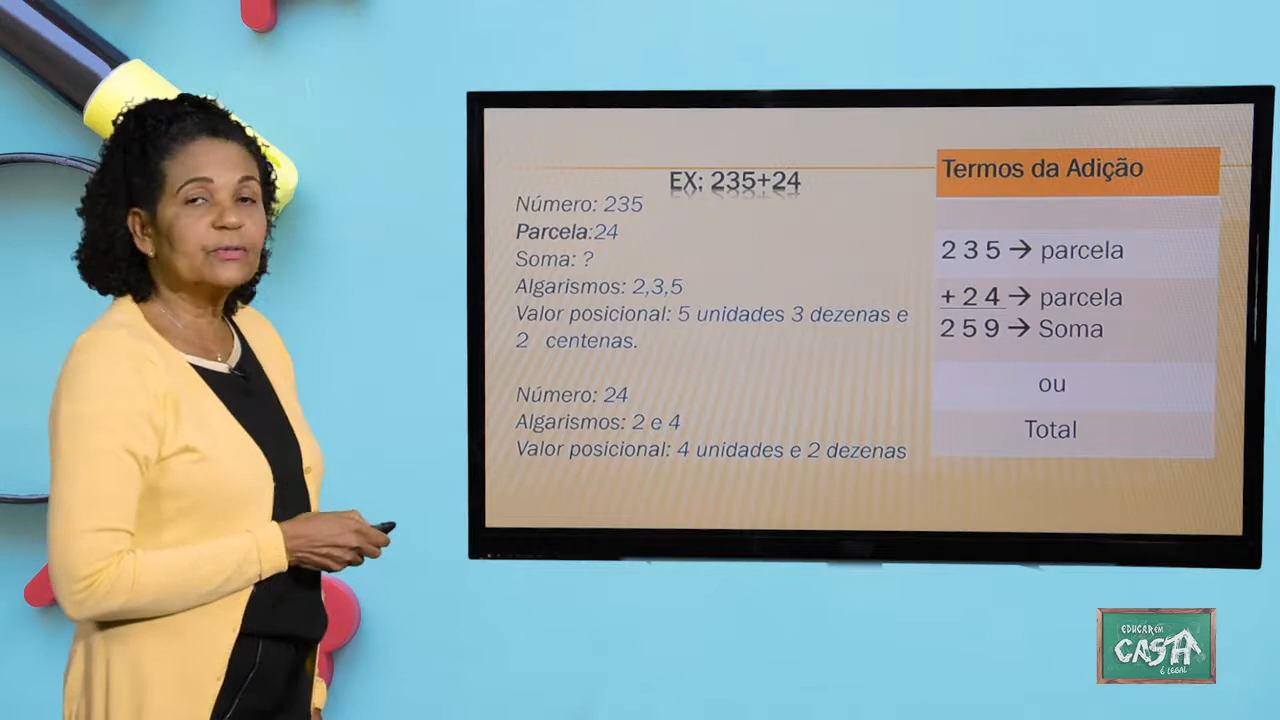 EX: 235+24
Número: 235
Parcela:24
Soma: ?
Algarismos: 2,3,5
Valor posicional: 5 unidades 3 dezenas e
2 centenas.
Número: 24
Algarismos: 2 e 4
Valor posicional: 4 unidades e 2 dezenas
Termos da Adição
2 3 5 → parcela
+ 2 4 → parcela
2 5 9 → Soma
ou
Total
EDUCAR EM
CASA
É LEGAL